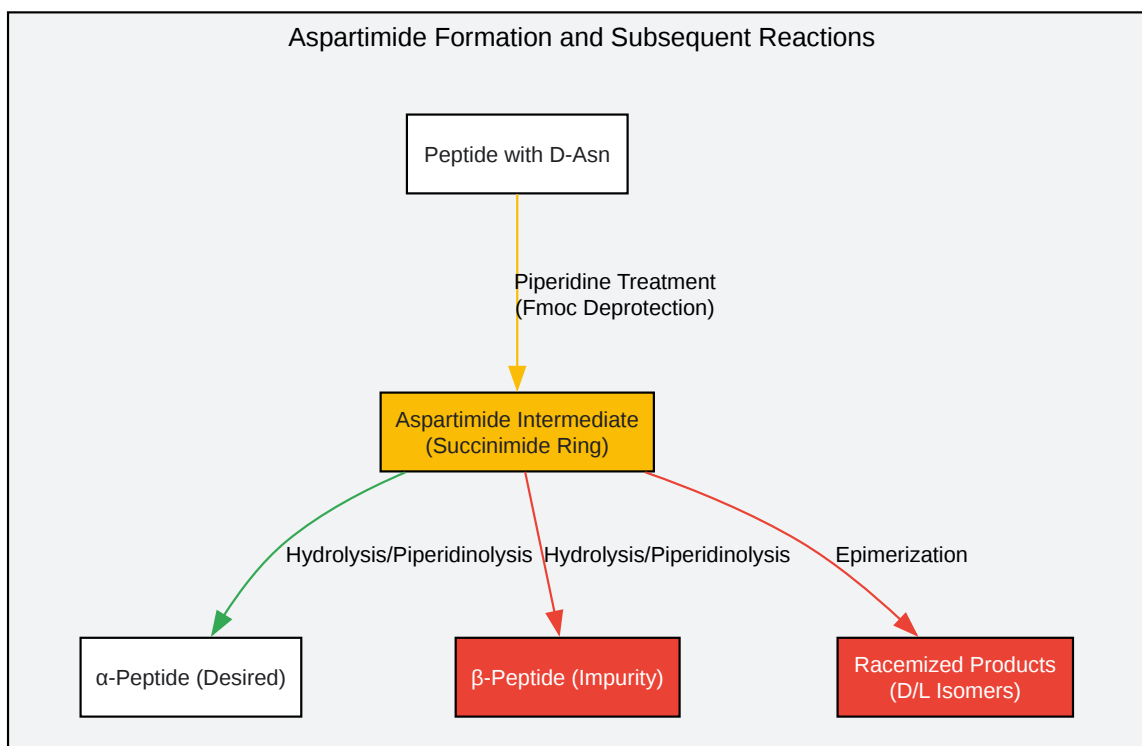 Aspartimide Formation and Subsequent Reactions
Peptide with D-Asn
Piperidine Treatment
(Fmoc Deprotection)
Aspartimide Intermediate
(Succinimide Ring)
Hydrolysis/Piperidinolysis
Hydrolysis/Piperidinolysis
Epimerization
α-Peptide (Desired)
β-Peptide (Impurity)
Racemized Products
(D/L Isomers)